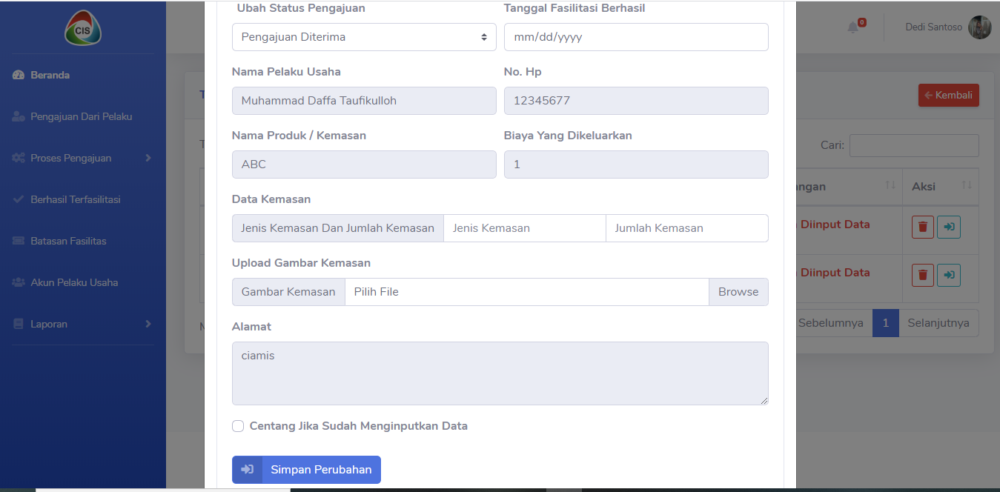 CIS
Beranda
Pengajuan Dari Pelaku
Proses Pengajuan
Berhasil Terfasilitasi
Batasan Fasilitas
Akun Pelaku Usaha
Laporan
Ubah Status Pengajuan
Tanggal Fasilitasi Berhasil
Pengajuan Diterima
mm/dd/yyyy
Nama Pelaku Usaha
No. Hp
Muhammad Daffa Taufikulloh
12345677
Nama Produk / Kemasan
Biaya Yang Dikeluarkan
ABC
1
Data Kemasan
Jenis Kemasan Dan Jumlah Kemasan
Jenis Kemasan
Jumlah Kemasan
Upload Gambar Kemasan
Gambar Kemasan
Pilih File
Browse
Alamat
ciamis
Centang Jika Sudah Menginputkan Data
Simpan Perubahan
0
Dedi Santoso
Kembali
Cari:
angan
Aksi
Diinput Data
Diinput Data
Sebelumnya
1
Selanjutnya